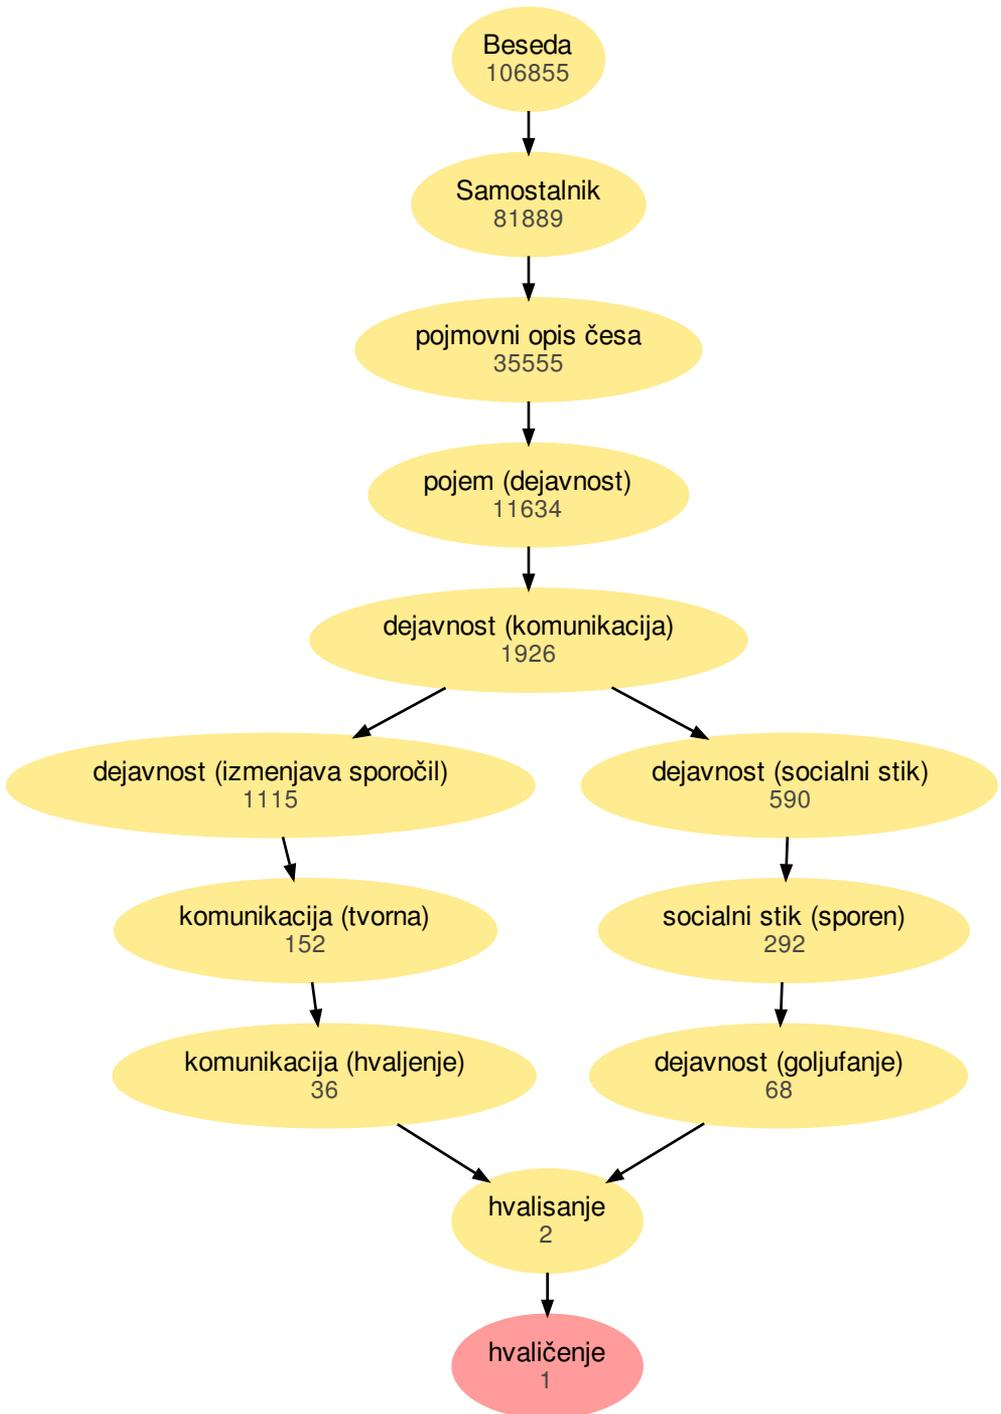 Beseda
106855
Samostalnik
81889
pojmovni opis česa
35555
pojem (dejavnost)
11634
dejavnost (komunikacija)
1926
dejavnost (izmenjava sporočil)
1115
dejavnost (socialni stik)
590
komunikacija (tvorna)
152
socialni stik (sporen)
292
komunikacija (hvaljenje)
36
dejavnost (goljufanje)
68
hvalisanje
2
hvaličenje
1